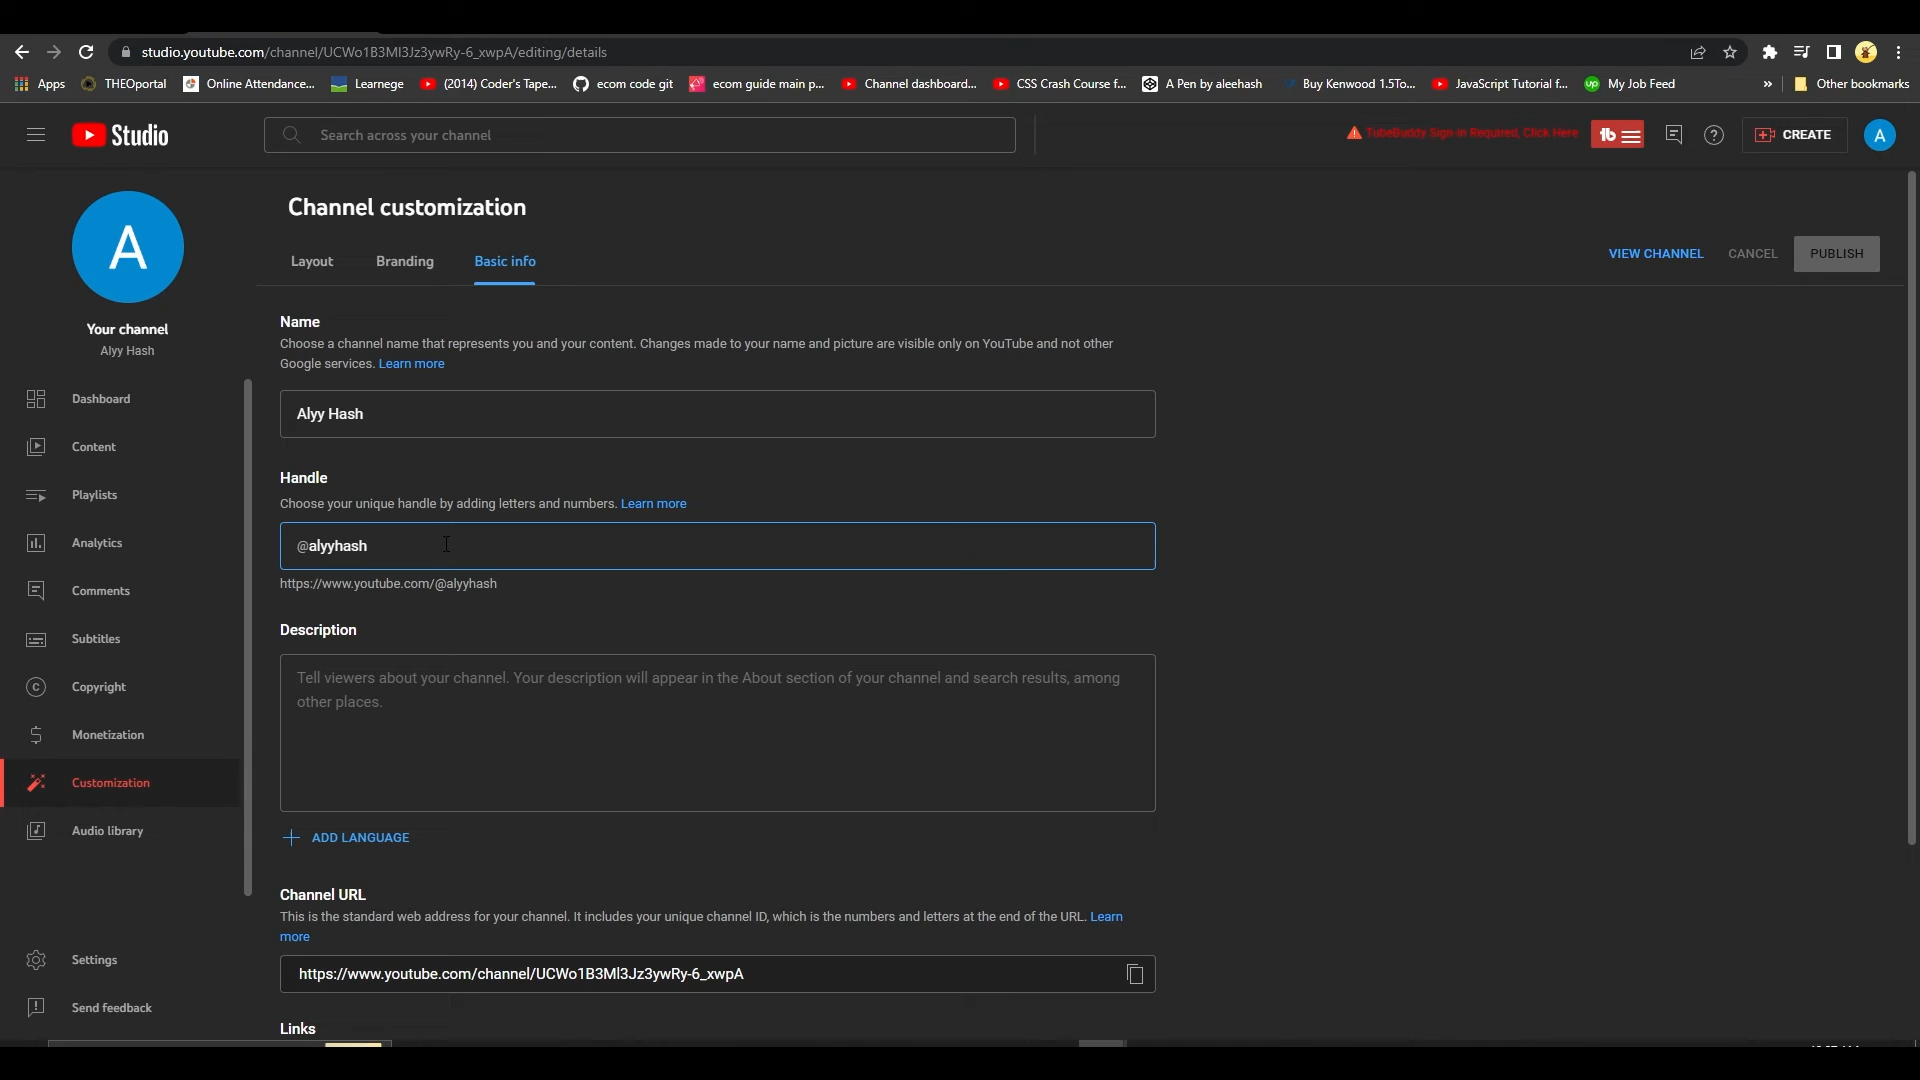 studio.youtube.com/channel/UCWo1B3Ml3Jz3ywRy-6_xwpA/editing/details
Apps THEOportal Online Attendance... Learnege (2014) Coder's Tape... ecom code git ecom guide main p... Channel dashboard... CSS Crash Course f... A Pen by aleehash Buy Kenwood 1.5To... JavaScript Tutorial f... up My Job Feed » Other bookmarks
Studio
Search across your channel
TubeBuddy Sign-in Required, Click Here
tb
CREATE
A
A
Your channel
Alyy Hash
Dashboard
Content
Playlists
Analytics
Comments
Subtitles
Copyright
Monetization
Customization
Audio library
Settings
Send feedback
Channel customization
Layout Branding Basic info
VIEW CHANNEL CANCEL PUBLISH
Name
Choose a channel name that represents you and your content. Changes made to your name and picture are visible only on YouTube and not other
Google services. Learn more
Alyy Hash
Handle
Choose your unique handle by adding letters and numbers. Learn more
@alyyhash
https://www.youtube.com/@alyyhash
Description
Tell viewers about your channel. Your description will appear in the About section of your channel and search results, among
other places.
ADD LANGUAGE
Channel URL
This is the standard web address for your channel. It includes your unique channel ID, which is the numbers and letters at the end of the URL. Learn
more
https://www.youtube.com/channel/UCWo1B3Ml3Jz3ywRy-6_xwpA
Links